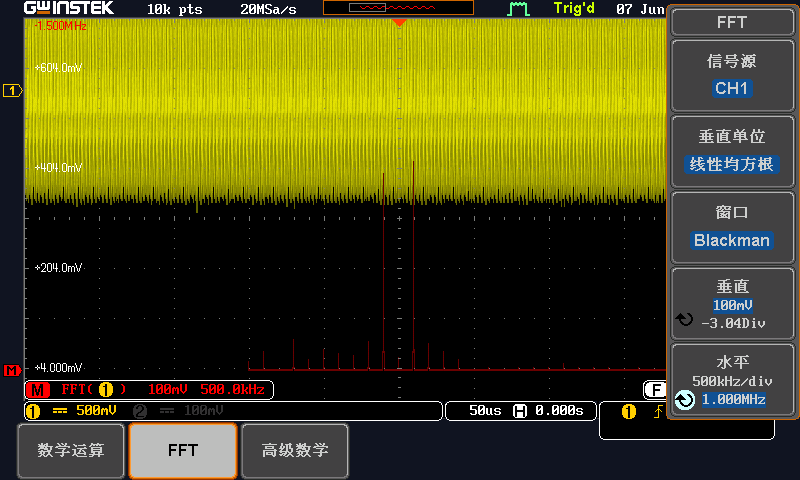 GWINSTEK 10k pts 20MSa/s Trig'd 07 Jun
-1.500MHz
+604.0mV
1
+404.0mV
+204.0mV
+4.000mV
M
M FFT( 1 ) 100mV 500.0kHz
F
1 500mV 2 100mV
50us H 0.000s
1
FFT
信号源
CH1
垂直单位
线性均方根
窗口
Blackman
垂直
100mV
-3.04Div
水平
500kHz/div
1.000MHz
数学运算
FFT
高级数学